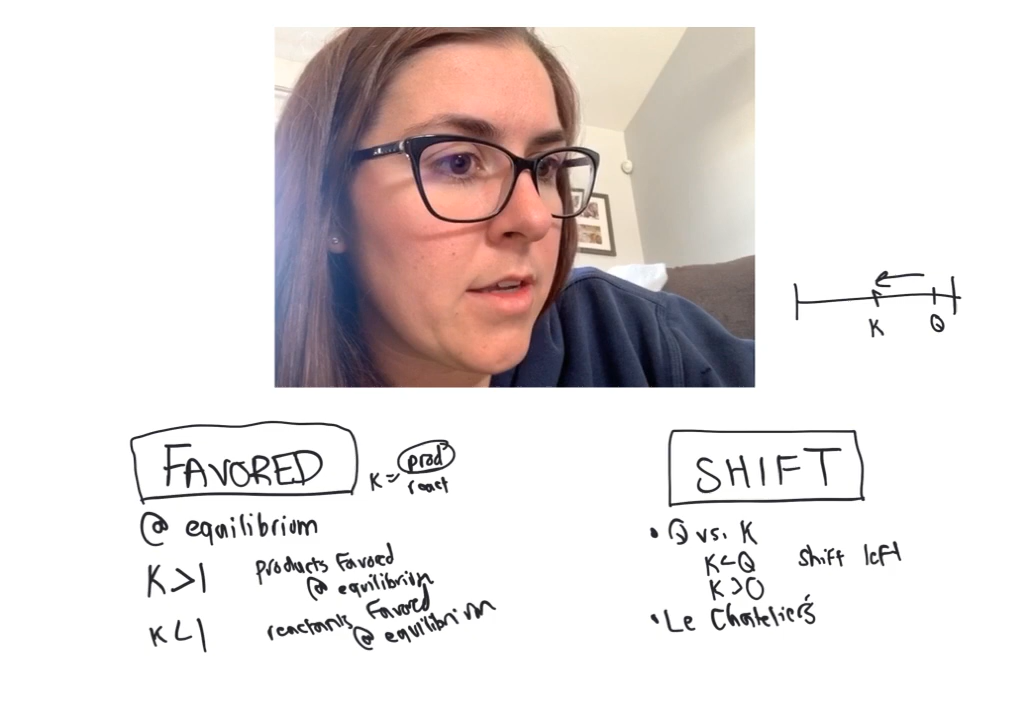 K Q
FAVORED
K = prod
react
@ equilibrium
K>1 products Favored
@ equilibrium
K<1 reactants Favored
@ equilibrium
SHIFT
• Q vs. K
K<Q shift left
K>Q
• Le Chatelier's